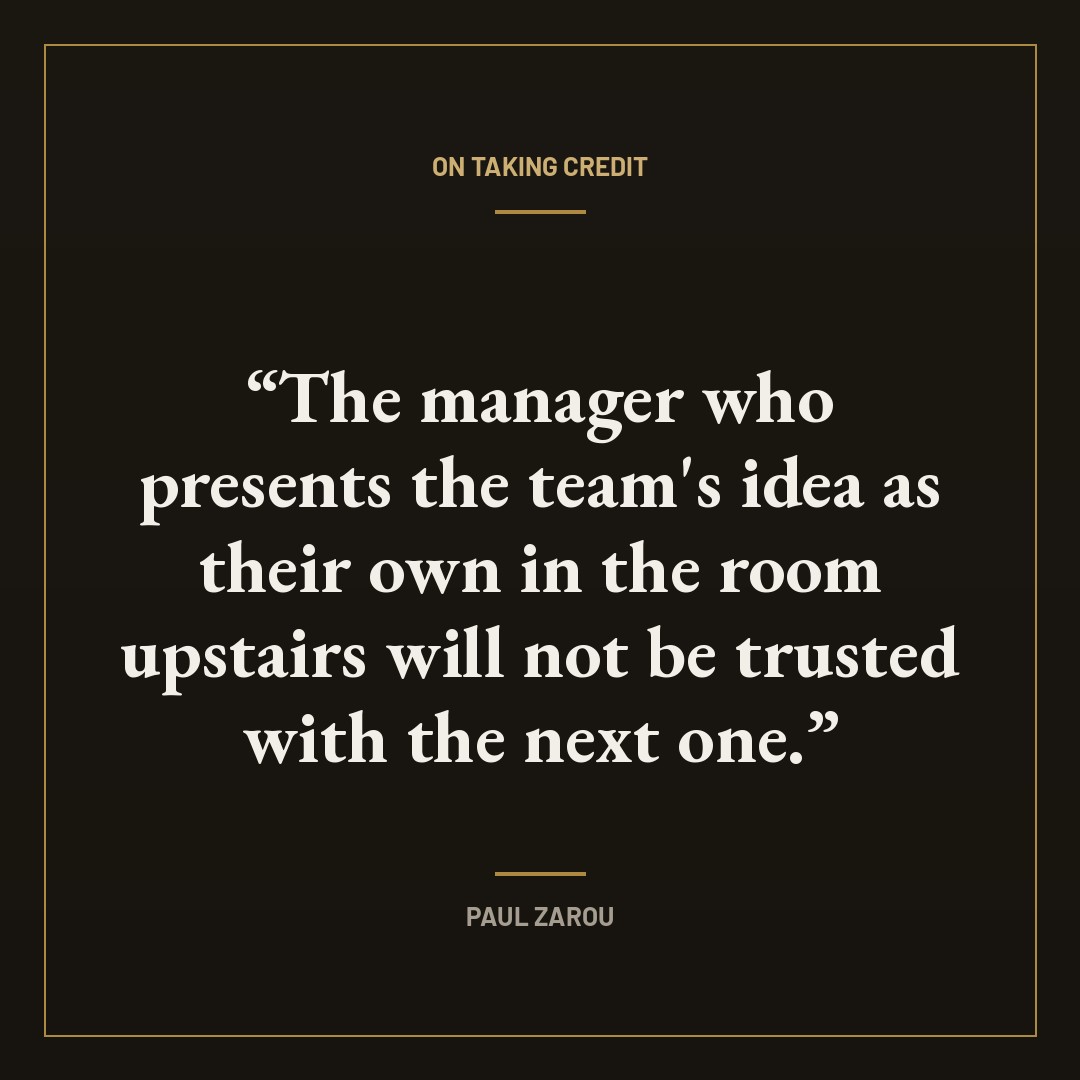 ON TAKING CREDIT
“The manager who
presents the team's idea as
their own in the room
upstairs will not be trusted
with the next one.”
PAUL ZAROU